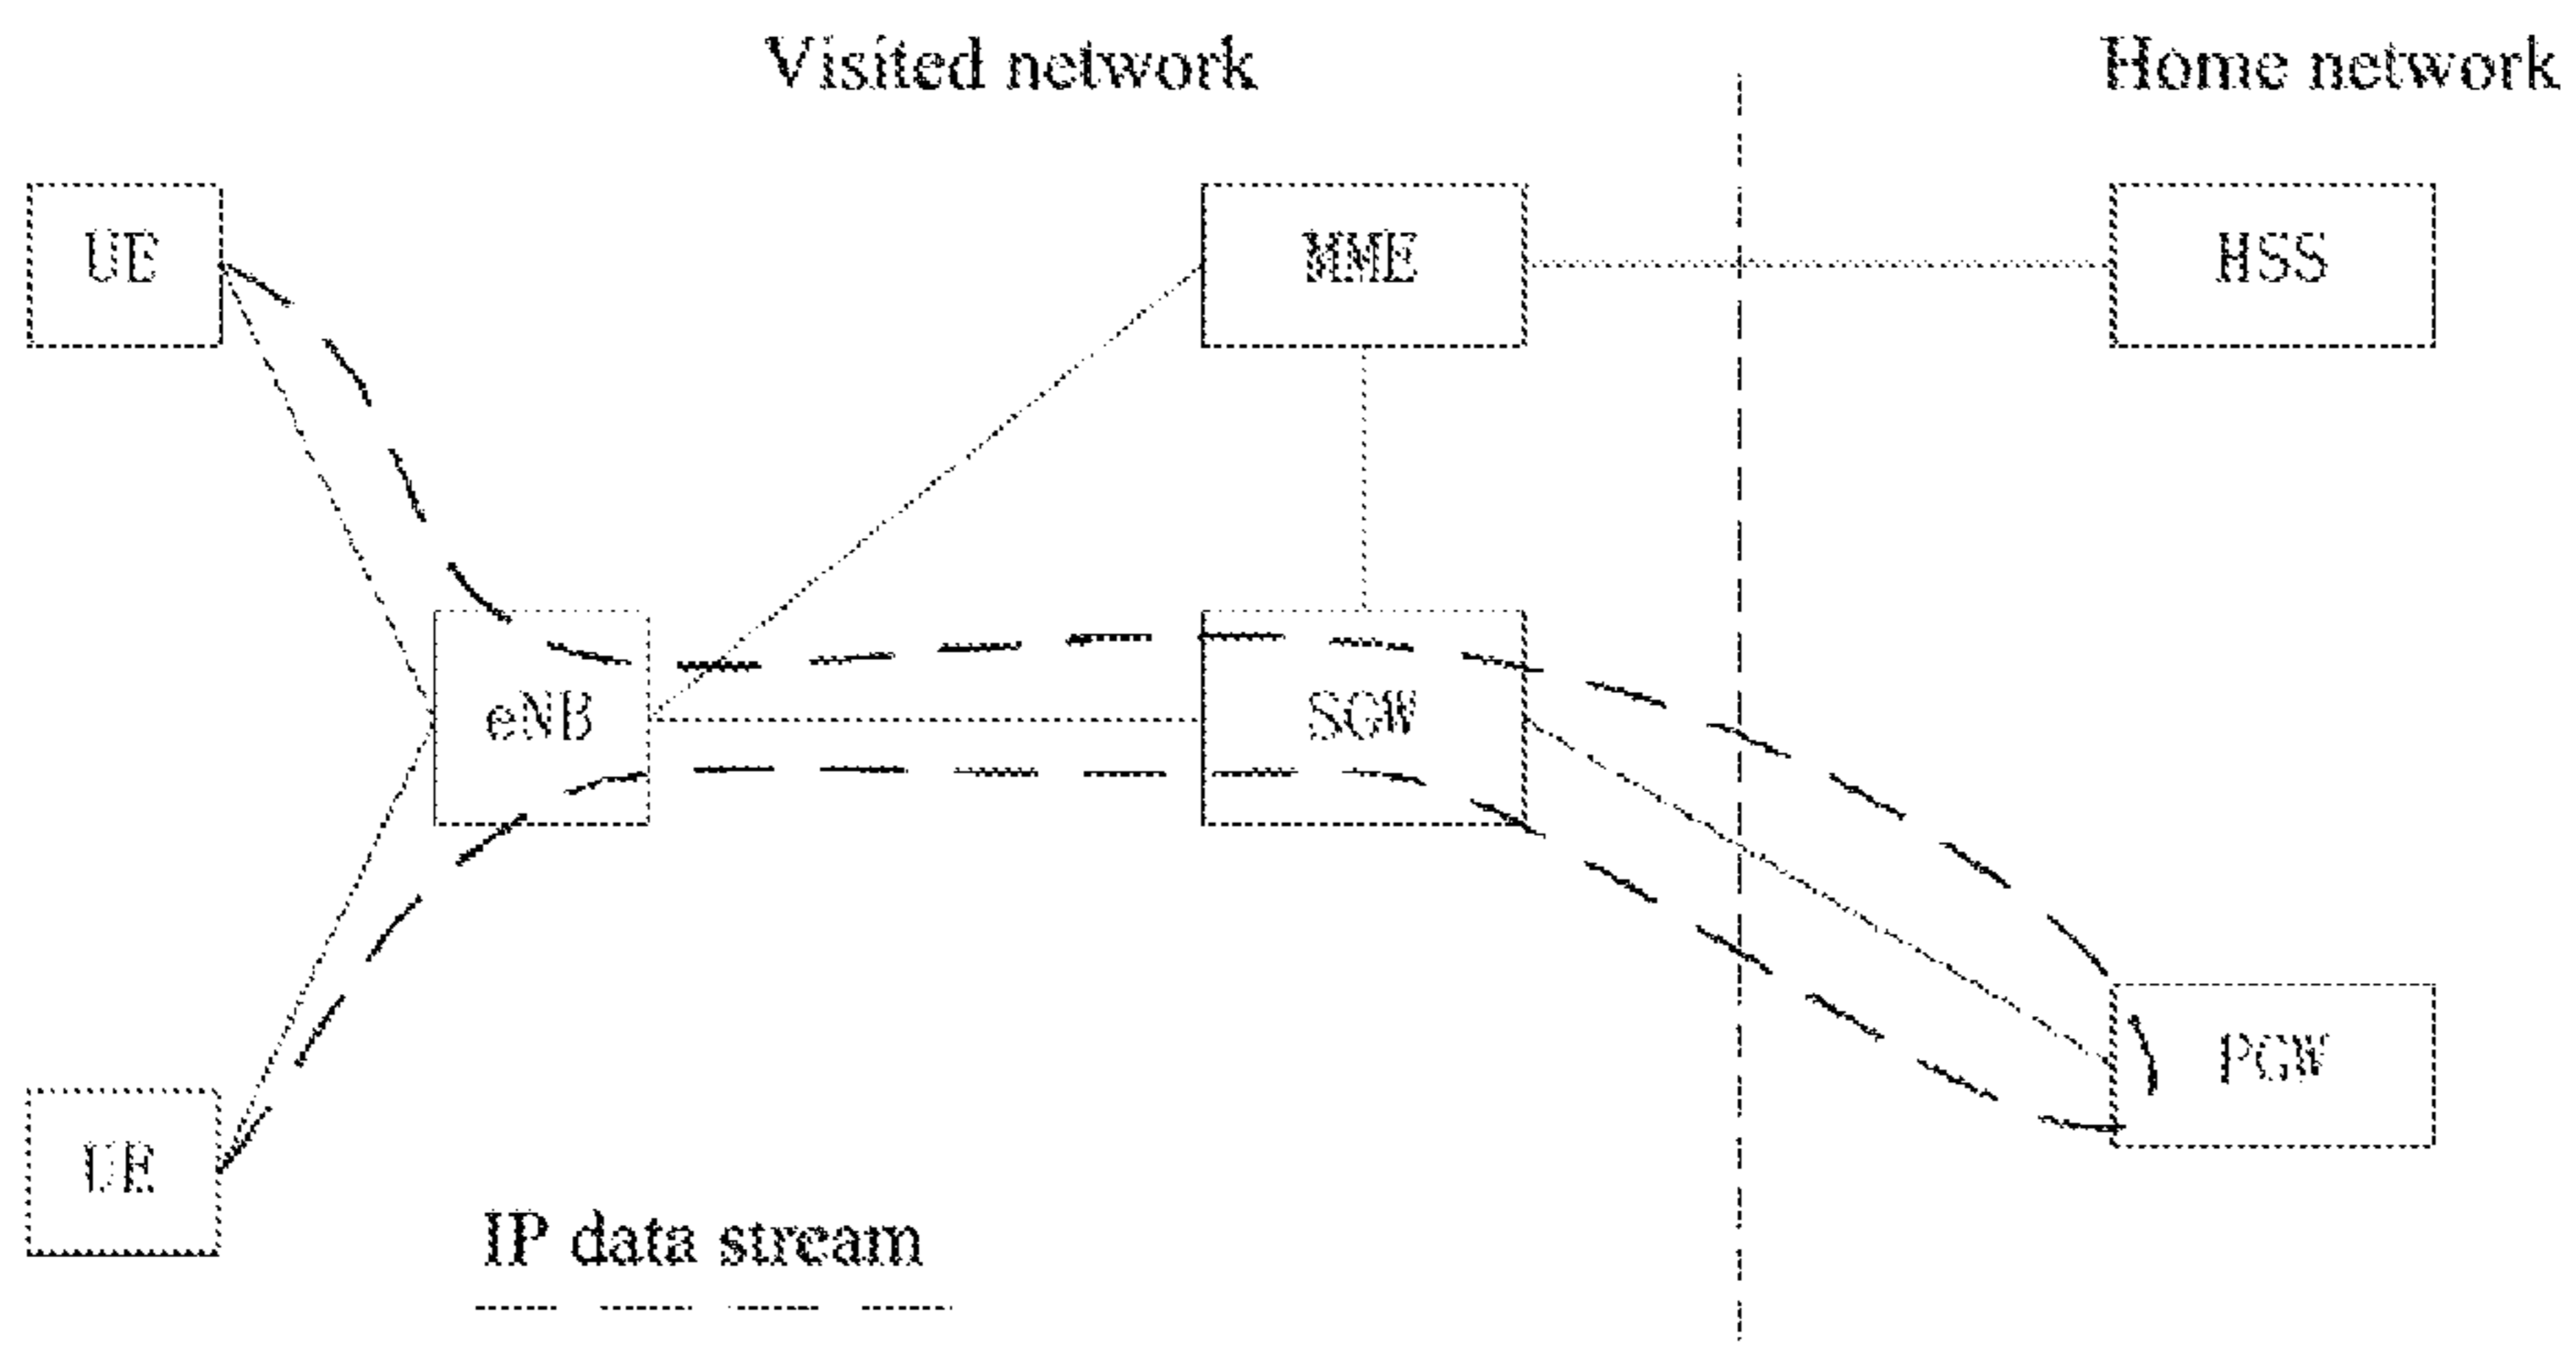 Visited network
Home network
UE
MME
HSS
eNB
SGW
PGW
UE
IP data stream